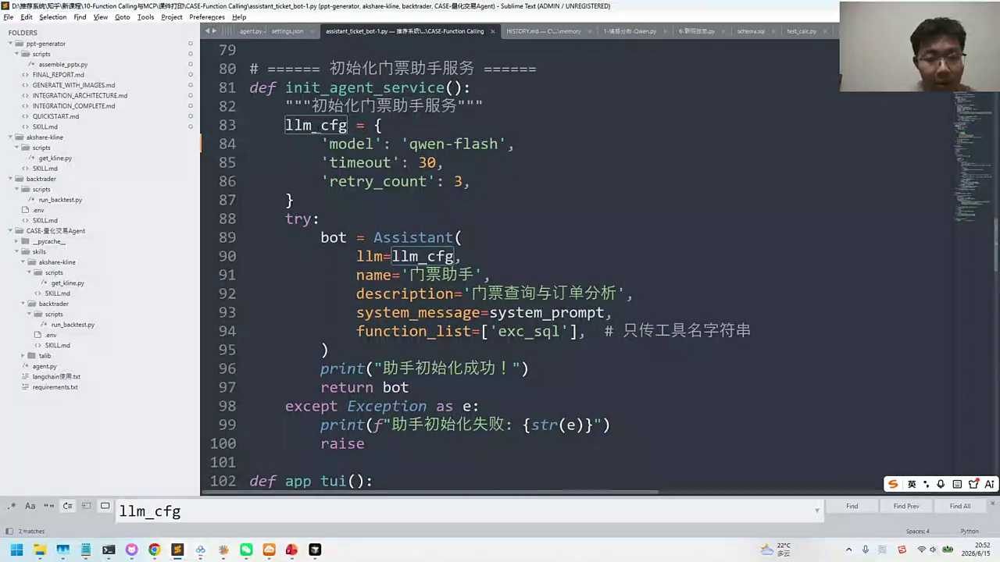 D:\推荐系统\知乎\新课程\10-Function Calling与MCP\课件打印\CASE-Function Calling\assistant_ticket_bot-1.py (ppt-generator, akshare-kline, backtrader, CASE-量化交易Agent) - Sublime Text (ADMIN / UNREGISTERED)
File Edit Selection Find View Goto Tools Project Preferences Help
FOLDERS
ppt-generator
scripts
assemble_pptx.py
FINAL_REPORT.md
GENERATE_WITH_IMAGES.md
INTEGRATION_ARCHITECTURE.md
INTEGRATION_COMPLETE.md
QUICKSTART.md
SKILL.md
akshare-kline
scripts
get_kline.py
SKILL.md
backtrader
scripts
run_backtest.py
.env
SKILL.md
CASE-量化交易Agent
__pycache__
skills
akshare-kline
scripts
get_kline.py
SKILL.md
backtrader
scripts
run_backtest.py
.env
SKILL.md
talib
agent.py
langchain使用.txt
requirements.txt
agent.py
settings.json
assistant_ticket_bot-1.py — 推荐系统\...\CASE-Function Calling
HISTORY.md — C:\...\memory
1-情感分析-Qwen.py
test_calc.py
schema.sql
79
80 # ====== 初始化门票助手服务 ======
81 def init_agent_service():
82 """初始化门票助手服务"""
83 llm_cfg = {
84 'model': 'qwen-flash',
85 'timeout': 30,
86 'retry_count': 3,
87 }
88 try:
89 bot = Assistant(
90 llm=llm_cfg,
91 name='门票助手',
92 description='门票查询与订单分析',
93 system_message=system_prompt,
94 function_list=['exc_sql'], # 只传工具名字符串
95 )
96 print("助手初始化成功！")
97 return bot
98 except Exception as e:
99 print(f"助手初始化失败: {str(e)}")
100 raise
101
102 def app_tui():
英
Ai
.* Aa “”
llm_cfg
Find Find Prev Find All
2 matches
Spaces: 4 Python
22°C
多云
20:52
2026/6/15